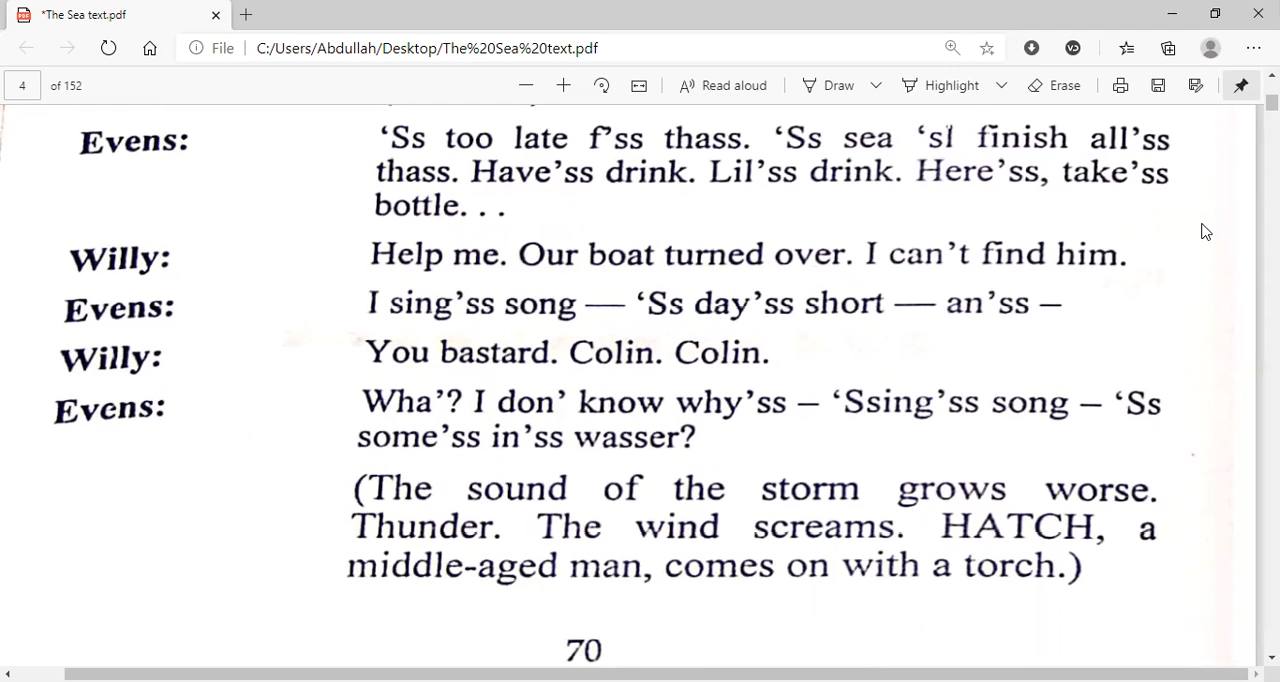 *The Sea text.pdf
File C:/Users/Abdullah/Desktop/The%20Sea%20text.pdf
4 of 152 Read aloud Draw Highlight Erase
Evens: ‘Ss too late f’ss thass. ‘Ss sea ‘sl finish all’ss
thass. Have’ss drink. Lil’ss drink. Here’ss, take’ss
bottle. . .
Willy: Help me. Our boat turned over. I can’t find him.
Evens: I sing’ss song — ‘Ss day’ss short — an’ss –
Willy: You bastard. Colin. Colin.
Evens: Wha’? I don’ know why’ss – ‘Ssing’ss song – ‘Ss
some’ss in’ss wasser?
(The sound of the storm grows worse.
Thunder. The wind screams. HATCH, a
middle-aged man, comes on with a torch.)
70